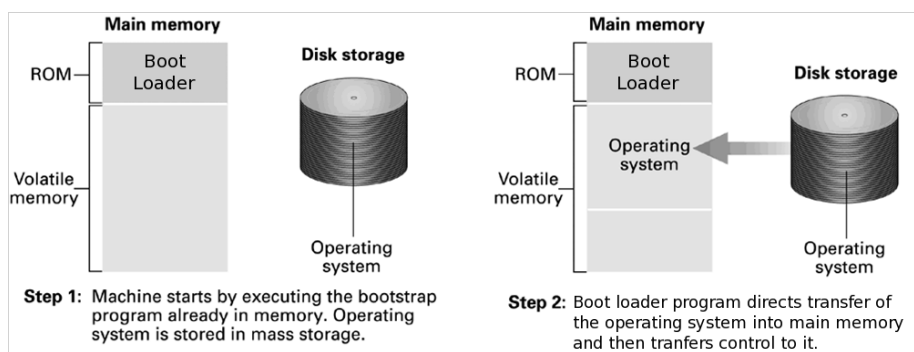 Main memory
ROM
Boot
Loader
Disk storage
Volatile
memory
Operating
system
Step 1: Machine starts by executing the bootstrap
program already in memory. Operating
system is stored in mass storage.
Main memory
ROM
Boot
Loader
Disk storage
Operating
system
Volatile
memory
Operating
system
Step 2: Boot loader program directs transfer of
the operating system into main memory
and then tranfers control to it.